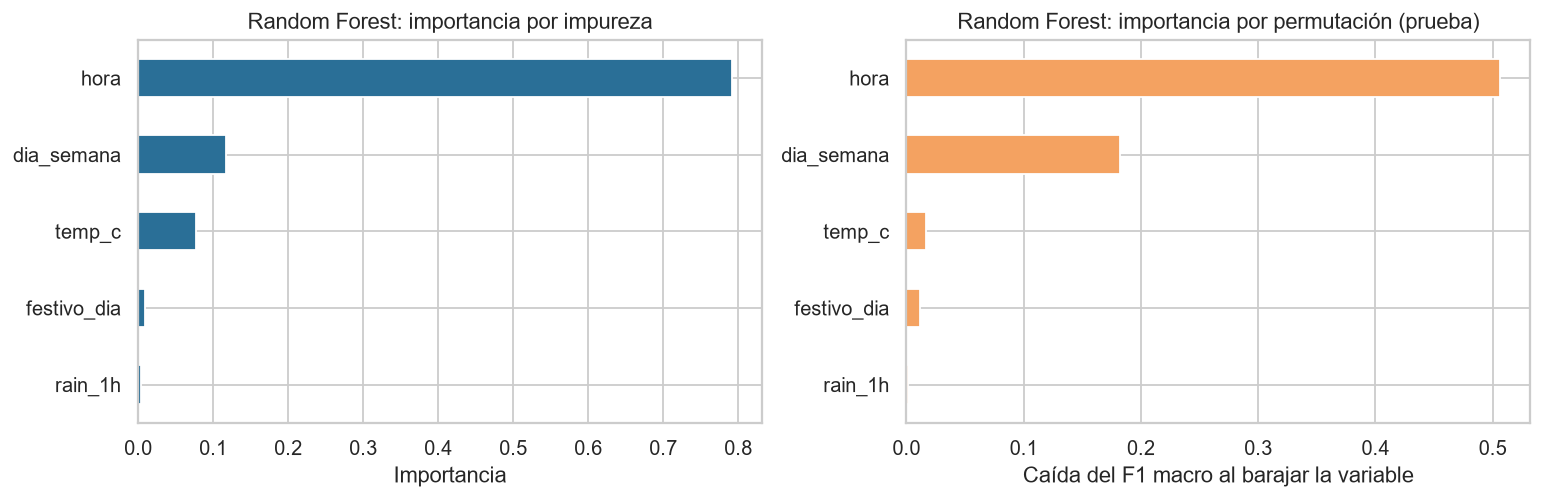 Random Forest: importancia por impureza
hora
dia_semana
temp_c
festivo_dia
rain_1h
0.0 0.1 0.2 0.3 0.4 0.5 0.6 0.7 0.8
Importancia
Random Forest: importancia por permutación (prueba)
hora
dia_semana
temp_c
festivo_dia
rain_1h
0.0 0.1 0.2 0.3 0.4 0.5
Caída del F1 macro al barajar la variable